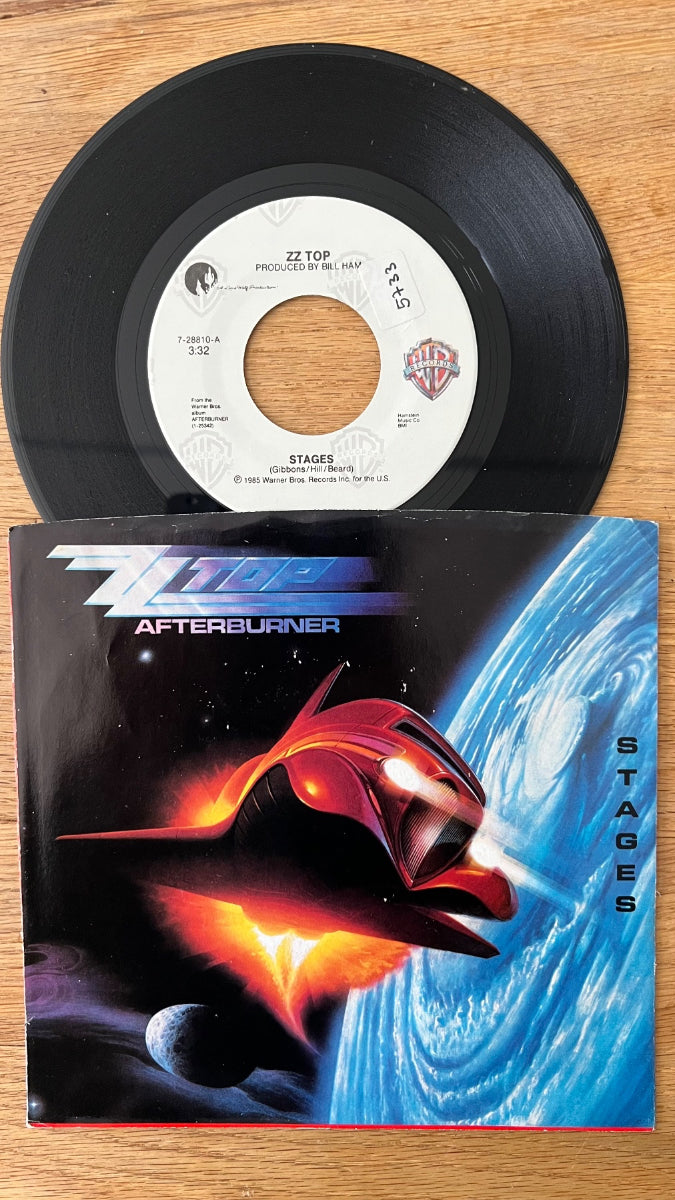 ZZ TOP
PRODUCED BY BILL HAM
5733
7-28810-A
3:32
WB
RECORDS
From the
Warner Bros.
album
AFTERBURNER
(1-25342)
Hamstein
Music Co.
BMI
STAGES
(Gibbons/Hill/Beard)
℗ 1985 Warner Bros. Records Inc. for the U.S.
ZZ TOP
AFTERBURNER
STAGES